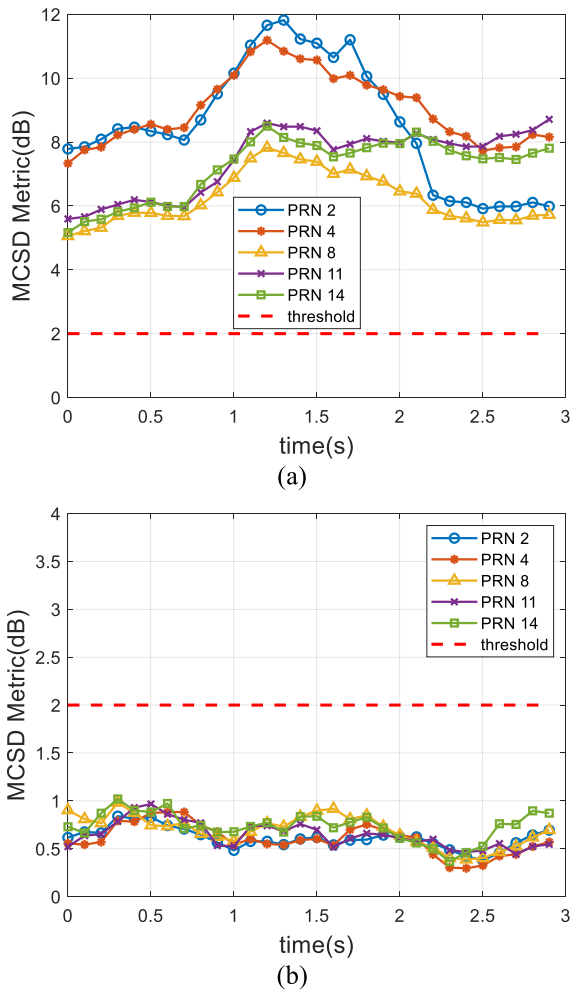 12
10
8
6
4
2
0
MCSD Metric(dB)
PRN 2
PRN 4
PRN 8
PRN 11
PRN 14
threshold
0 0.5 1 1.5 2 2.5 3
time(s)
(a)
4
3.5
3
2.5
2
1.5
1
0.5
0
MCSD Metric(dB)
PRN 2
PRN 4
PRN 8
PRN 11
PRN 14
threshold
0 0.5 1 1.5 2 2.5 3
time(s)
(b)